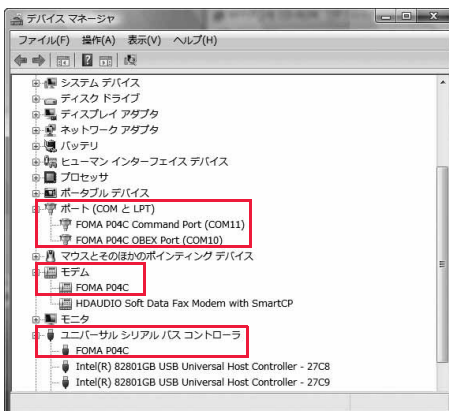 デバイス マネージャ
ファイル(F) 操作(A) 表示(V) ヘルプ(H)
システム デバイス
ディスク ドライブ
ディスプレイ アダプタ
ネットワーク アダプタ
バッテリ
ヒューマン インターフェイス デバイス
プロセッサ
ポータブル デバイス
ポート (COM と LPT)
FOMA P04C Command Port (COM11)
FOMA P04C OBEX Port (COM10)
マウスとそのほかのポインティング デバイス
モデム
FOMA P04C
HDAUDIO Soft Data Fax Modem with SmartCP
モニタ
ユニバーサル シリアル バス コントローラ
FOMA P04C
Intel(R) 82801GB USB Universal Host Controller - 27C8
Intel(R) 82801GB USB Universal Host Controller - 27C9